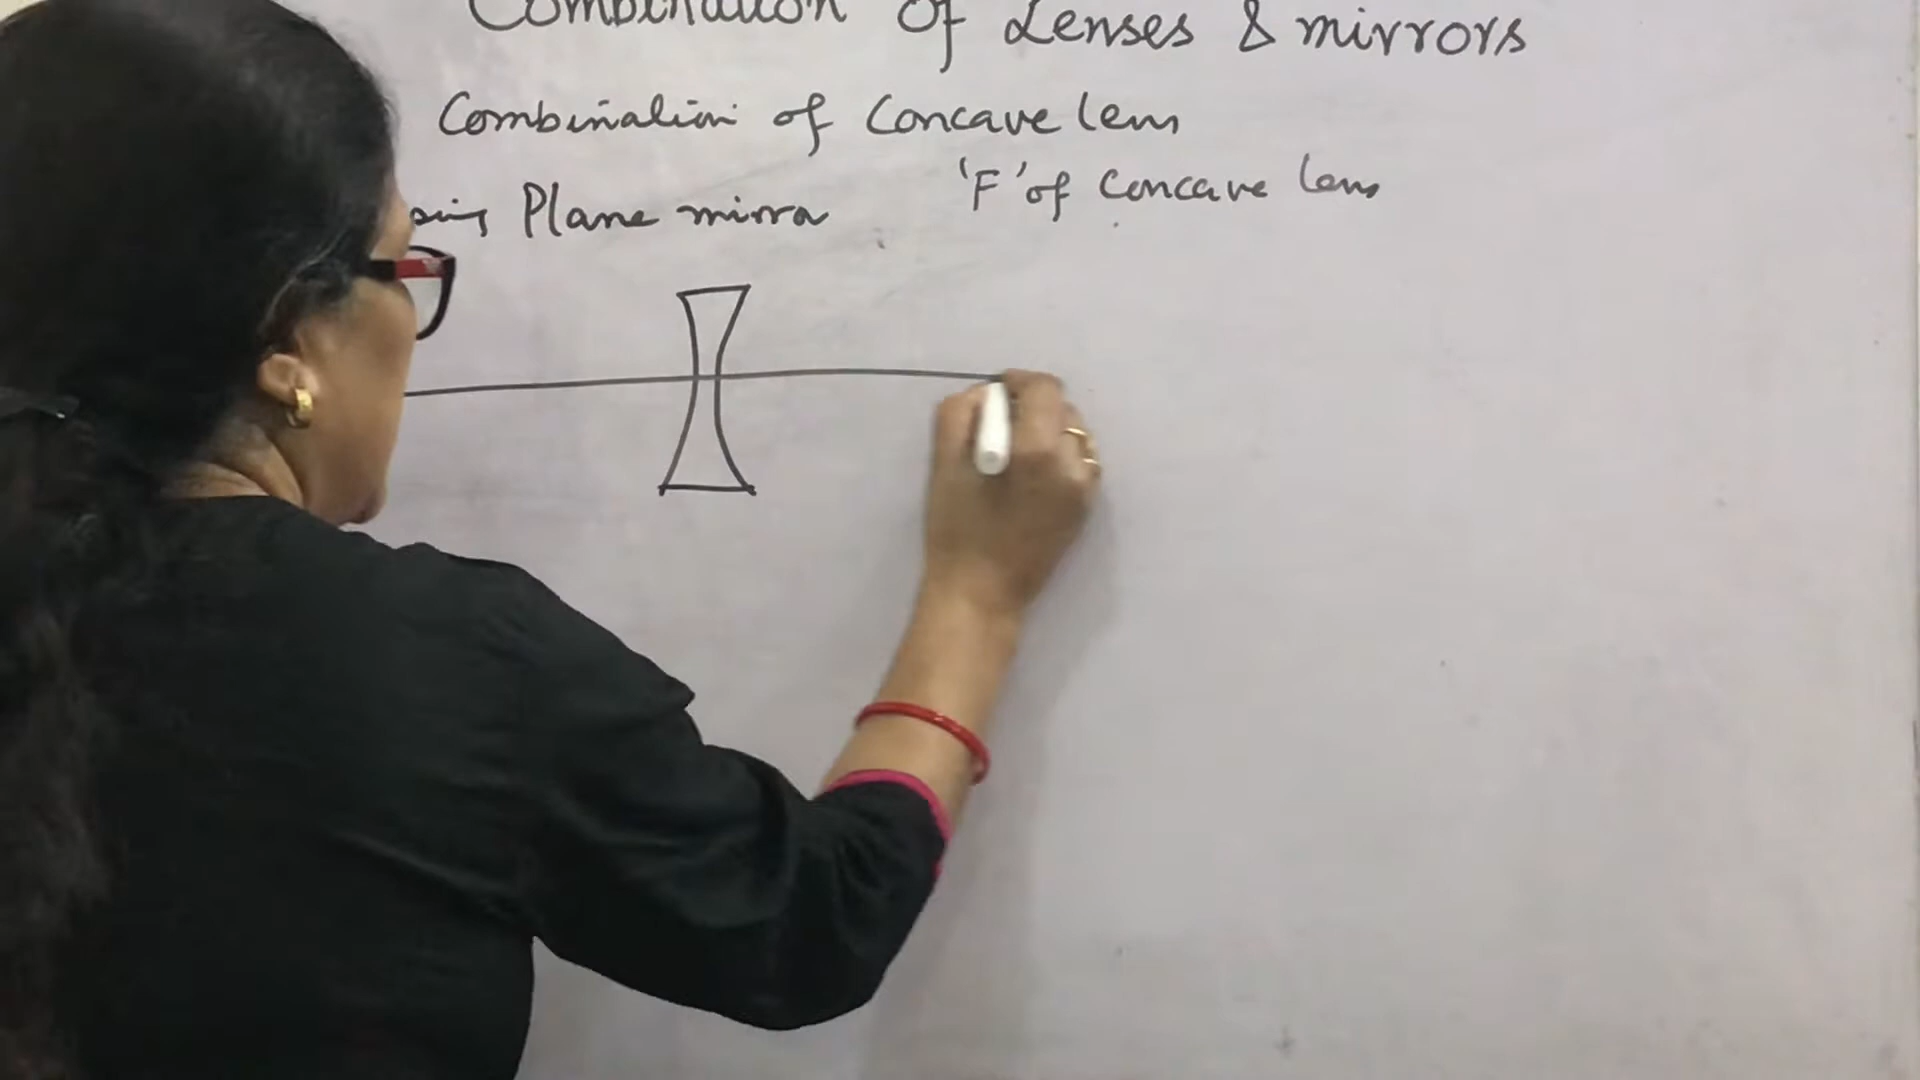 Combination of Lenses & mirrors
Combination of Concave lens
Plane mirror
'F' of Concave lens